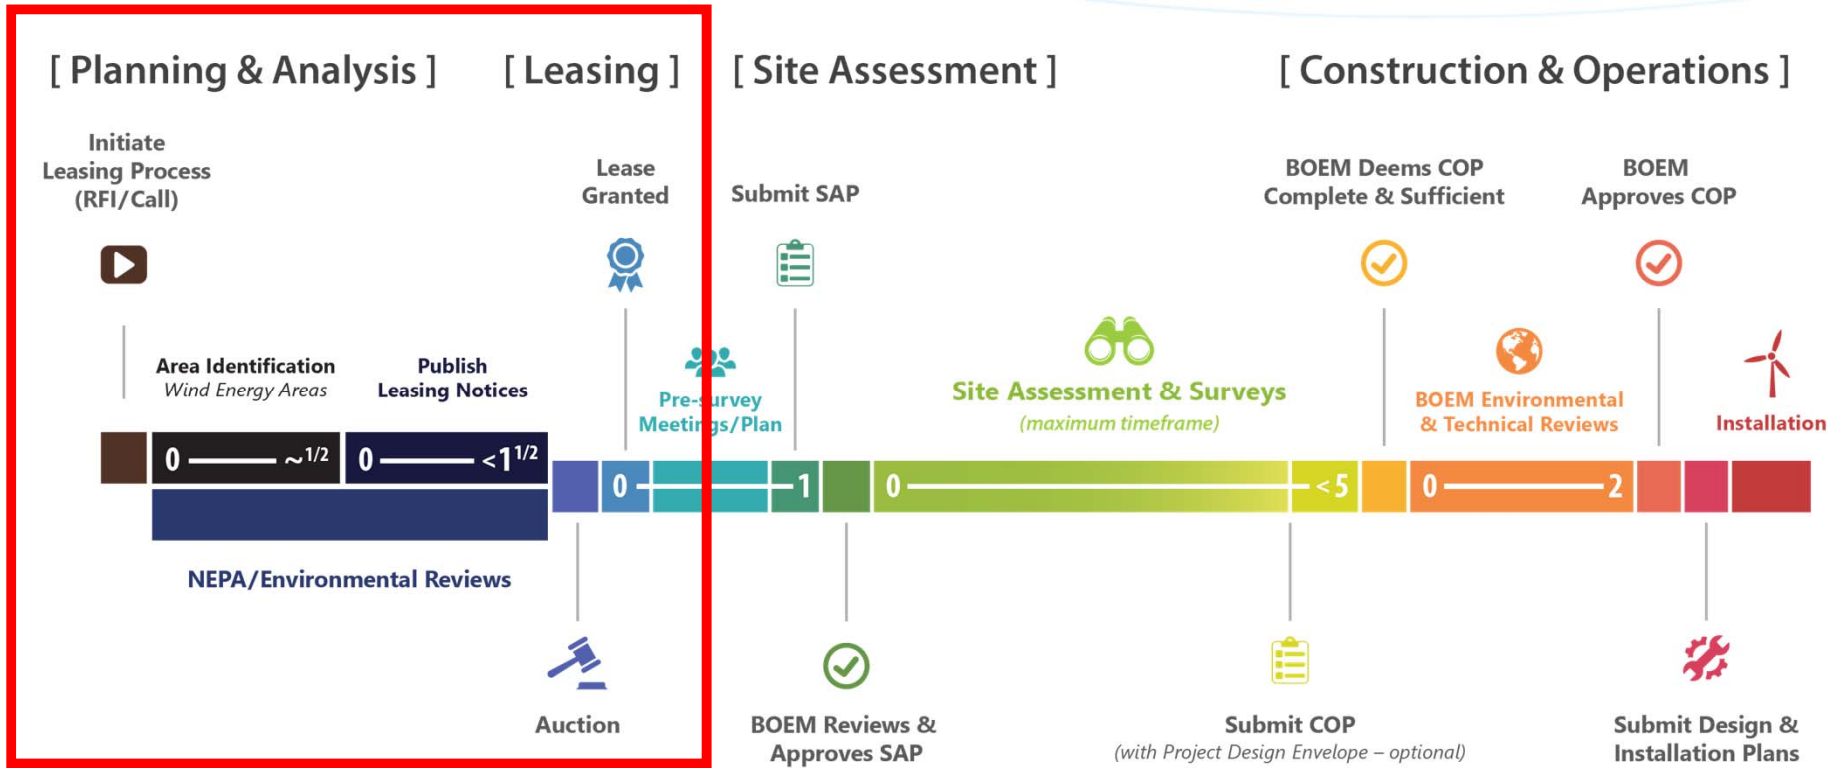 [ Planning & Analysis ]
[ Leasing ]
[ Site Assessment ]
[ Construction & Operations ]
Initiate
Leasing Process
(RFI/Call)
Lease
Granted
Submit SAP
BOEM Deems COP
Complete & Sufficient
BOEM
Approves COP
Area Identification
Wind Energy Areas
Publish
Leasing Notices
Pre-survey
Meetings/Plan
Site Assessment & Surveys
(maximum timeframe)
BOEM Environmental
& Technical Reviews
Installation
0 ~1/2
0 <1 1/2
0 1
0 <5
0 2
NEPA/Environmental Reviews
Auction
BOEM Reviews &
Approves SAP
Submit COP
(with Project Design Envelope – optional)
Submit Design &
Installation Plans